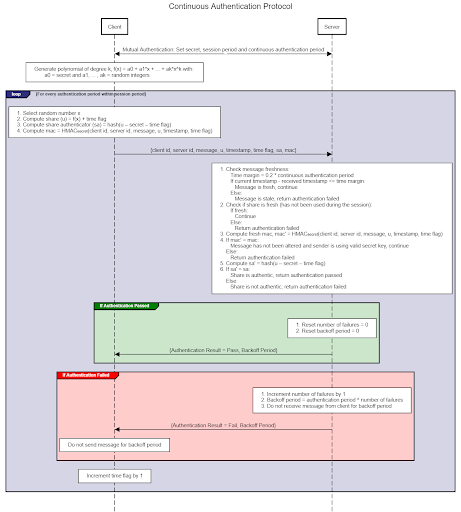 Continuous Authentication Protocol
Client
Server
Mutual Authentication: Set secret, session period and continuous authentication period
Generate polynomial of degree k, f(x) = a0 + a1*x + ... + ak*x^k with
a0 = secret and a1, ... , ak = random integers
loop
[For every authentication period within session period]
1. Select random number x
2. Compute share (u) = f(x) + time flag
3. Compute share authenticator (sa) = hash(u – secret – time flag)
4. Compute mac = HMAC (client id, server id, message, u, timestamp, time flag)
{client id, server id, message, u, timestamp, time flag, sa, mac}
1. Check message freshness
Time margin = 0.2 * continuous authentication period
If current timestamp - received timestamp <= time margin
Message is fresh, continue
Else:
Message is stale, return authentication failed
2. Check if share is fresh (has not been used during the session)
If fresh:
Continue
Else:
Return authentication failed
3. Compute fresh mac, mac' = HMAC (client id, server id, message, u, timestamp, time flag)
4. If mac' = mac
Message has not been altered and sender is using valid secret key, continue
Else:
Return authentication failed
5. Compute sa' = hash(u – secret – time flag)
6. If sa' = sa
Share is authentic, return authentication passed
Else:
Share is not authentic, return authentication failed
If Authentication Passed
1. Reset number of failures = 0
2. Reset backoff period = 0
{Authentication Result = Pass, Backoff Period}
If Authentication Failed
1. Increment number of failures by 1
2. Backoff period = authentication period * number of failures
3. Do not receive message from client for backoff period
{Authentication Result = Fail, Backoff Period}
Do not send message for backoff period
Increment time flag by 1